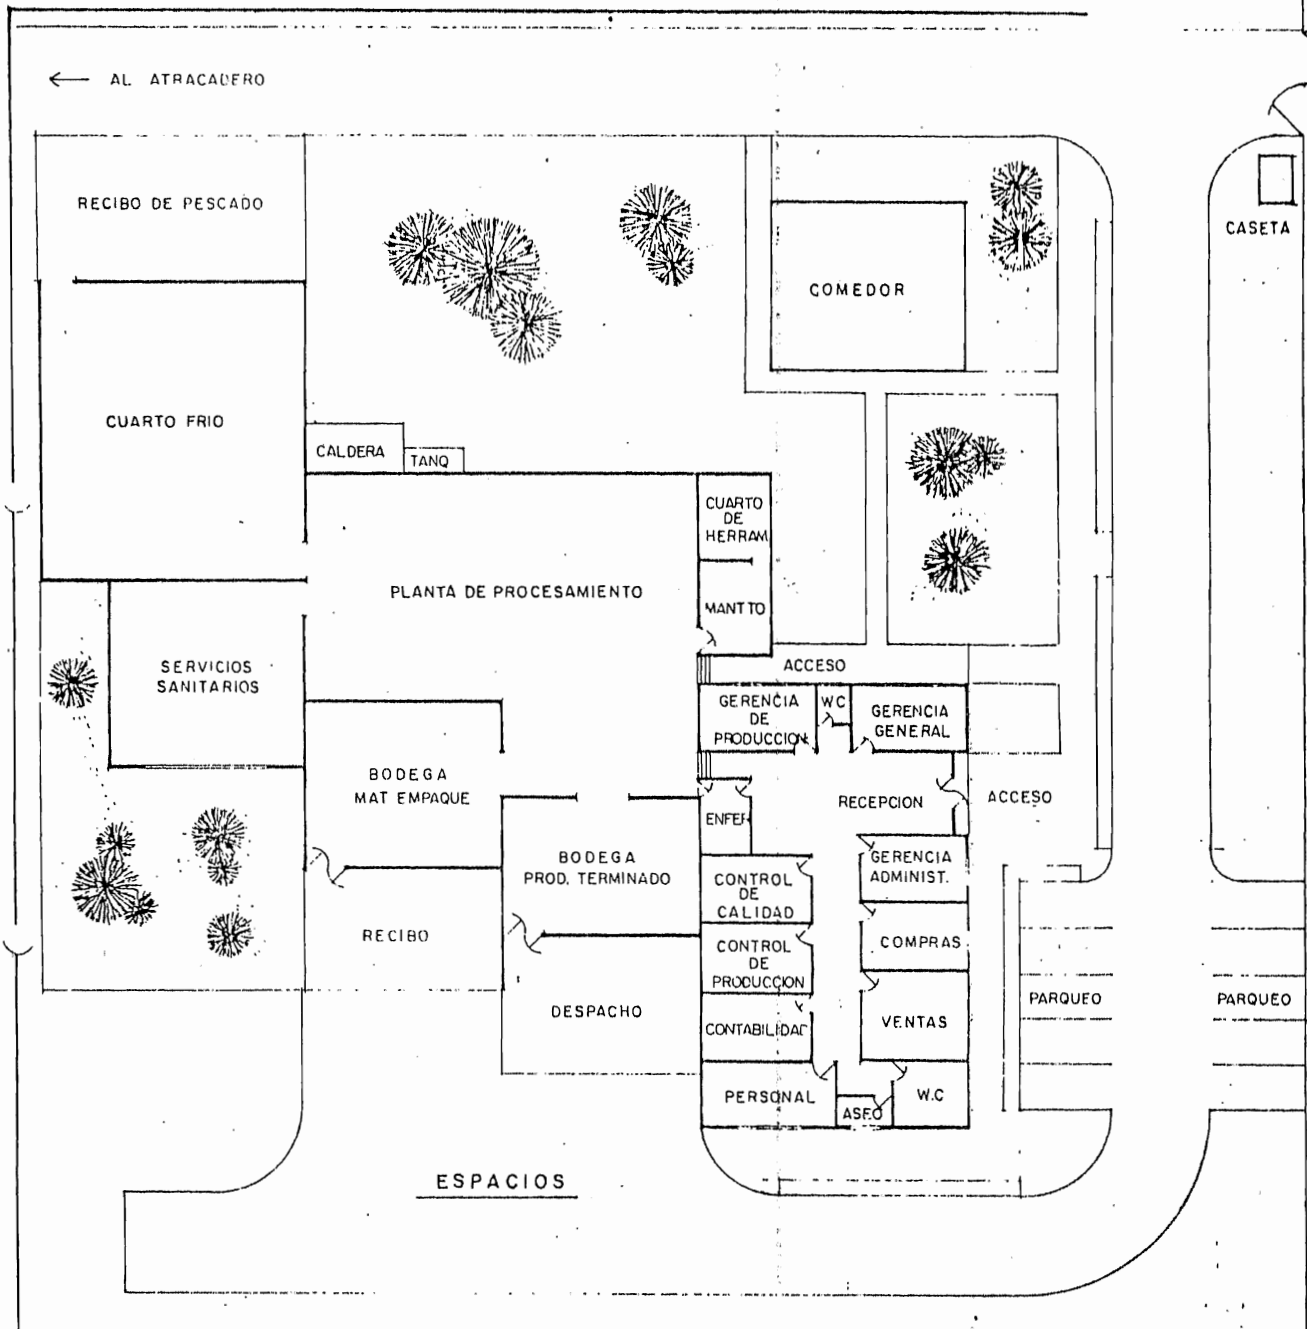 ← AL ATRACADERO
RECIBO DE PESCADO
CASETA
COMEDOR
CUARTO FRIO
CALDERA
TANQ
CUARTO
DE
HERRAM
PLANTA DE PROCESAMIENTO
MANTTO
SERVICIOS
SANITARIOS
ACCESO
GERENCIA
DE
PRODUCCION
WC
GERENCIA
GENERAL
BODEGA
MAT EMPAQUE
RECEPCION
ACCESO
ENFER
BODEGA
PROD. TERMINADO
GERENCIA
ADMINIST.
CONTROL
DE
CALIDAD
RECIBO
COMPRAS
CONTROL
DE
PRODUCCION
DESPACHO
PARQUEO
PARQUEO
CONTABILIDAD
VENTAS
PERSONAL
ASEO
W.C
ESPACIOS